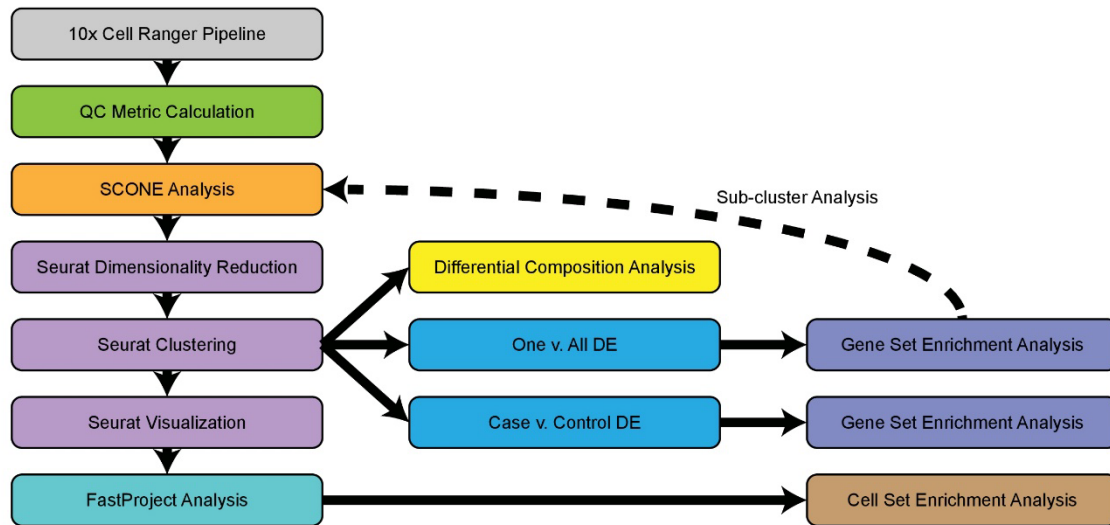 10x Cell Ranger Pipeline
QC Metric Calculation
SCONE Analysis
Sub-cluster Analysis
Seurat Dimensionality Reduction
Differential Composition Analysis
Seurat Clustering
One v. All DE
Gene Set Enrichment Analysis
Seurat Visualization
Case v. Control DE
Gene Set Enrichment Analysis
FastProject Analysis
Cell Set Enrichment Analysis